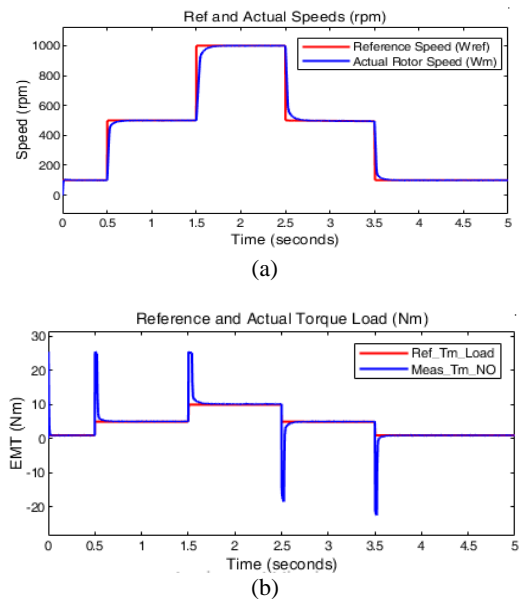 Ref and Actual Speeds (rpm)
Speed (rpm)
1000
800
600
400
200
0
Reference Speed (Wref)
Actual Rotor Speed (Wm)
0 0.5 1 1.5 2 2.5 3 3.5 4 4.5 5
Time (seconds)
(a)
Reference and Actual Torque Load (Nm)
EMT (Nm)
30
20
10
0
-10
-20
Ref_Tm_Load
Meas_Tm_NO
0 0.5 1 1.5 2 2.5 3 3.5 4 4.5 5
Time (seconds)
(b)